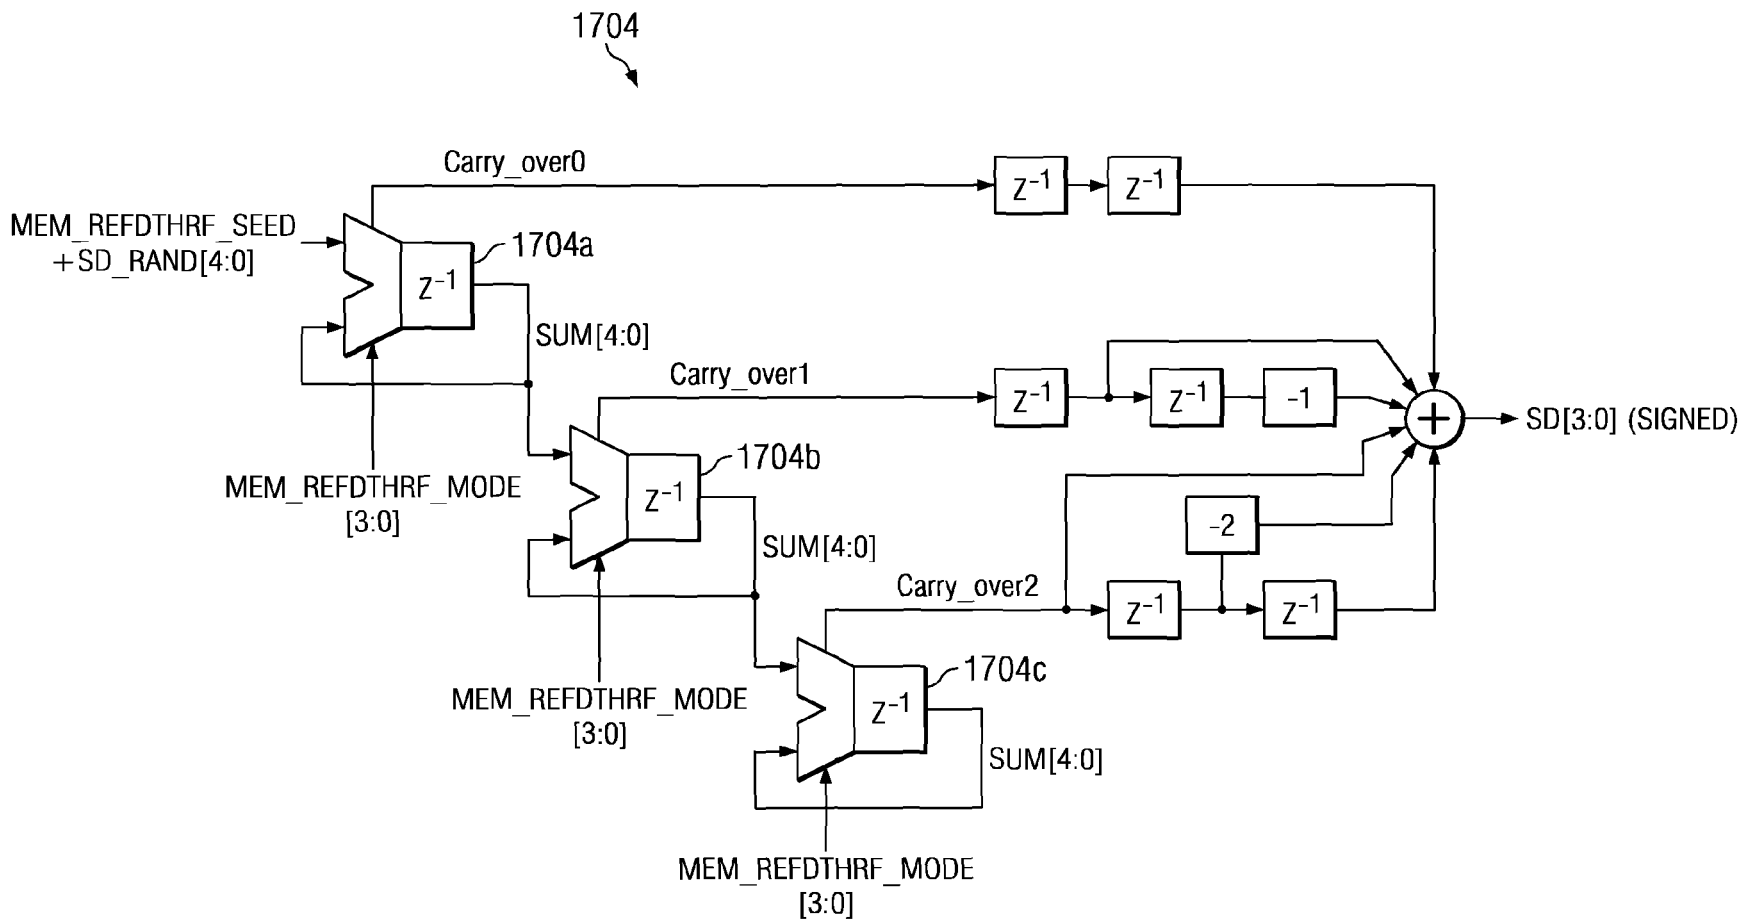 1704
Carry_over0
Z-1
Z-1
MEM_REFDTHRF_SEED
+SD_RAND[4:0]
1704a
Z-1
SUM[4:0]
Carry_over1
Z-1
Z-1
-1
+
SD[3:0] (SIGNED)
MEM_REFDTHRF_MODE
[3:0]
1704b
Z-1
-2
SUM[4:0]
Carry_over2
Z-1
Z-1
MEM_REFDTHRF_MODE
[3:0]
1704c
Z-1
SUM[4:0]
MEM_REFDTHRF_MODE
[3:0]